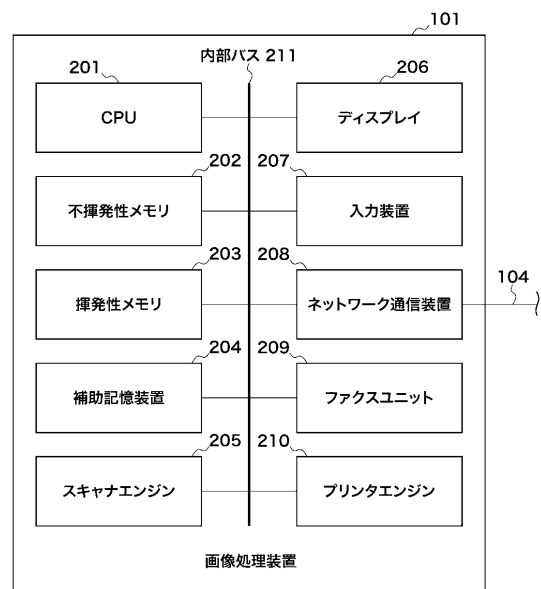 101
内部バス 211
201
CPU
206
ディスプレイ
202
不揮発性メモリ
207
入力装置
203
揮発性メモリ
208
ネットワーク通信装置
104
204
補助記憶装置
209
ファクスユニット
205
スキャナエンジン
210
プリンタエンジン
画像処理装置